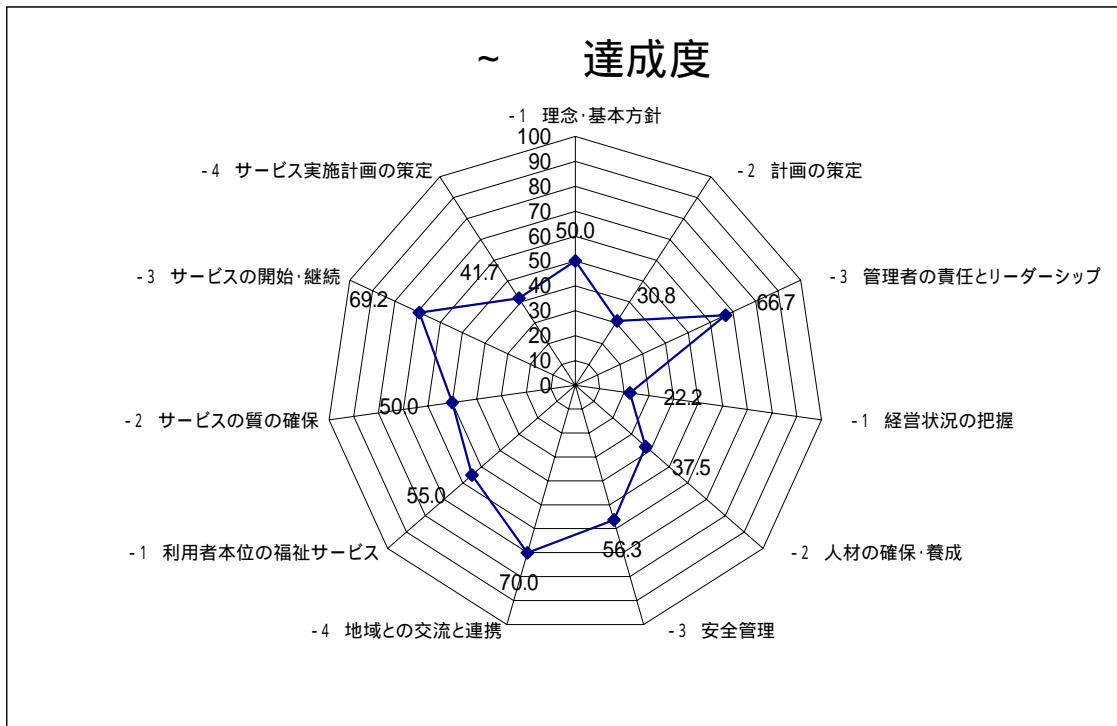 ~ 達成度
-1 理念・基本方針
-2 計画の策定
-3 管理者の責任とリーダーシップ
-1 経営状況の把握
-2 人材の確保・養成
-3 安全管理
-4 地域との交流と連携
-1 利用者本位の福祉サービス
-2 サービスの質の確保
-3 サービスの開始・継続
-4 サービス実施計画の策定
100
90
80
70
60
50
40
30
20
10
0
50.0
30.8
66.7
22.2
37.5
56.3
70.0
55.0
50.0
69.2
41.7